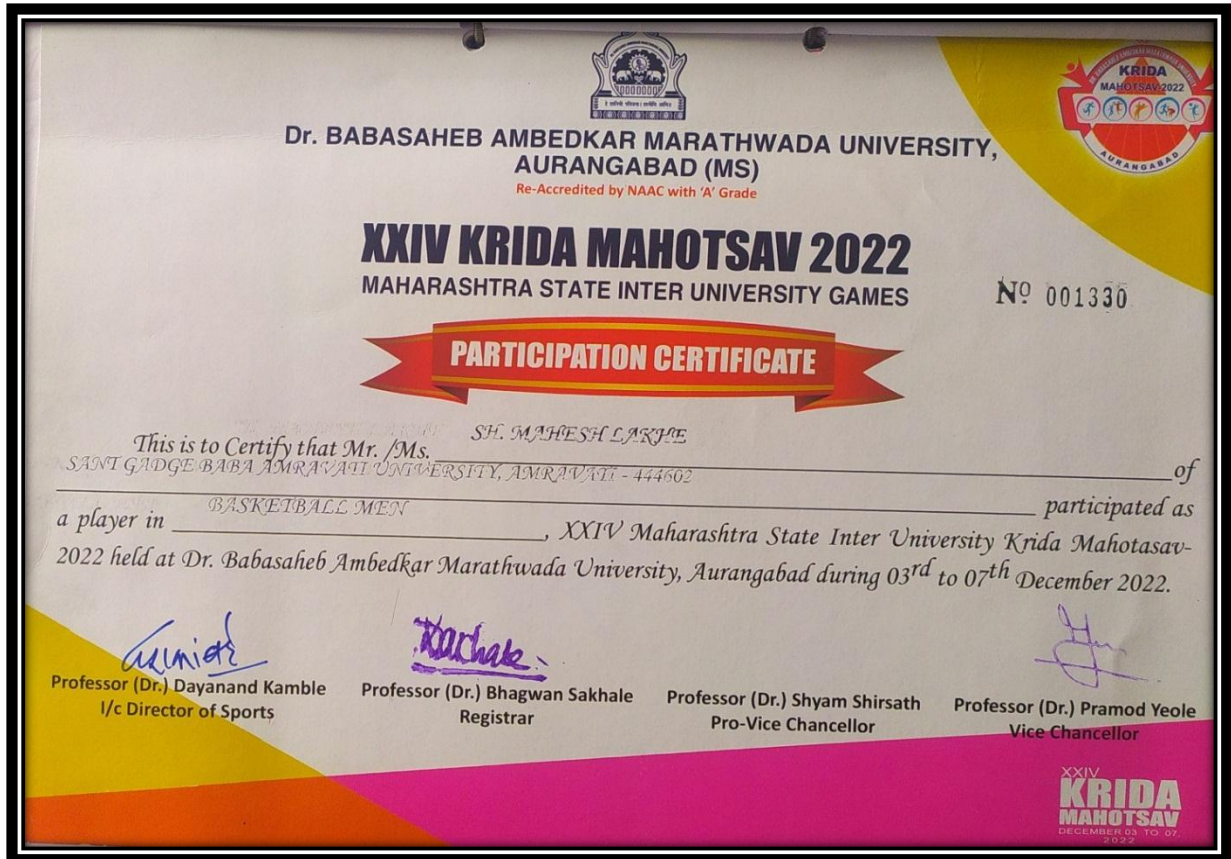 Dr. BABASAHEB AMBEDKAR MARATHWADA UNIVERSITY,
AURANGABAD (MS)
Re-Accredited by NAAC with 'A' Grade
KRIDA
MAHOTSAV-2022
AURANGABAD
XXIV KRIDA MAHOTSAV 2022
MAHARASHTRA STATE INTER UNIVERSITY GAMES
Nº 001330
PARTICIPATION CERTIFICATE
This is to Certify that Mr. /Ms. SH. MAHESH LAKHE
SANT GADGE BABA AMRAVATI UNIVERSITY, AMRAVATI - 444602 of
BASKETBALL MEN participated as
a player in , XXIV Maharashtra State Inter University Krida Mahotasav-
2022 held at Dr. Babasaheb Ambedkar Marathwada University, Aurangabad during 03rd to 07th December 2022.
Professor (Dr.) Dayanand Kamble
I/c Director of Sports
Professor (Dr.) Bhagwan Sakhale
Registrar
Professor (Dr.) Shyam Shirsath
Pro-Vice Chancellor
Professor (Dr.) Pramod Yeole
Vice Chancellor
XXIV
KRIDA
MAHOTSAV
DECEMBER 03 TO 07
2022